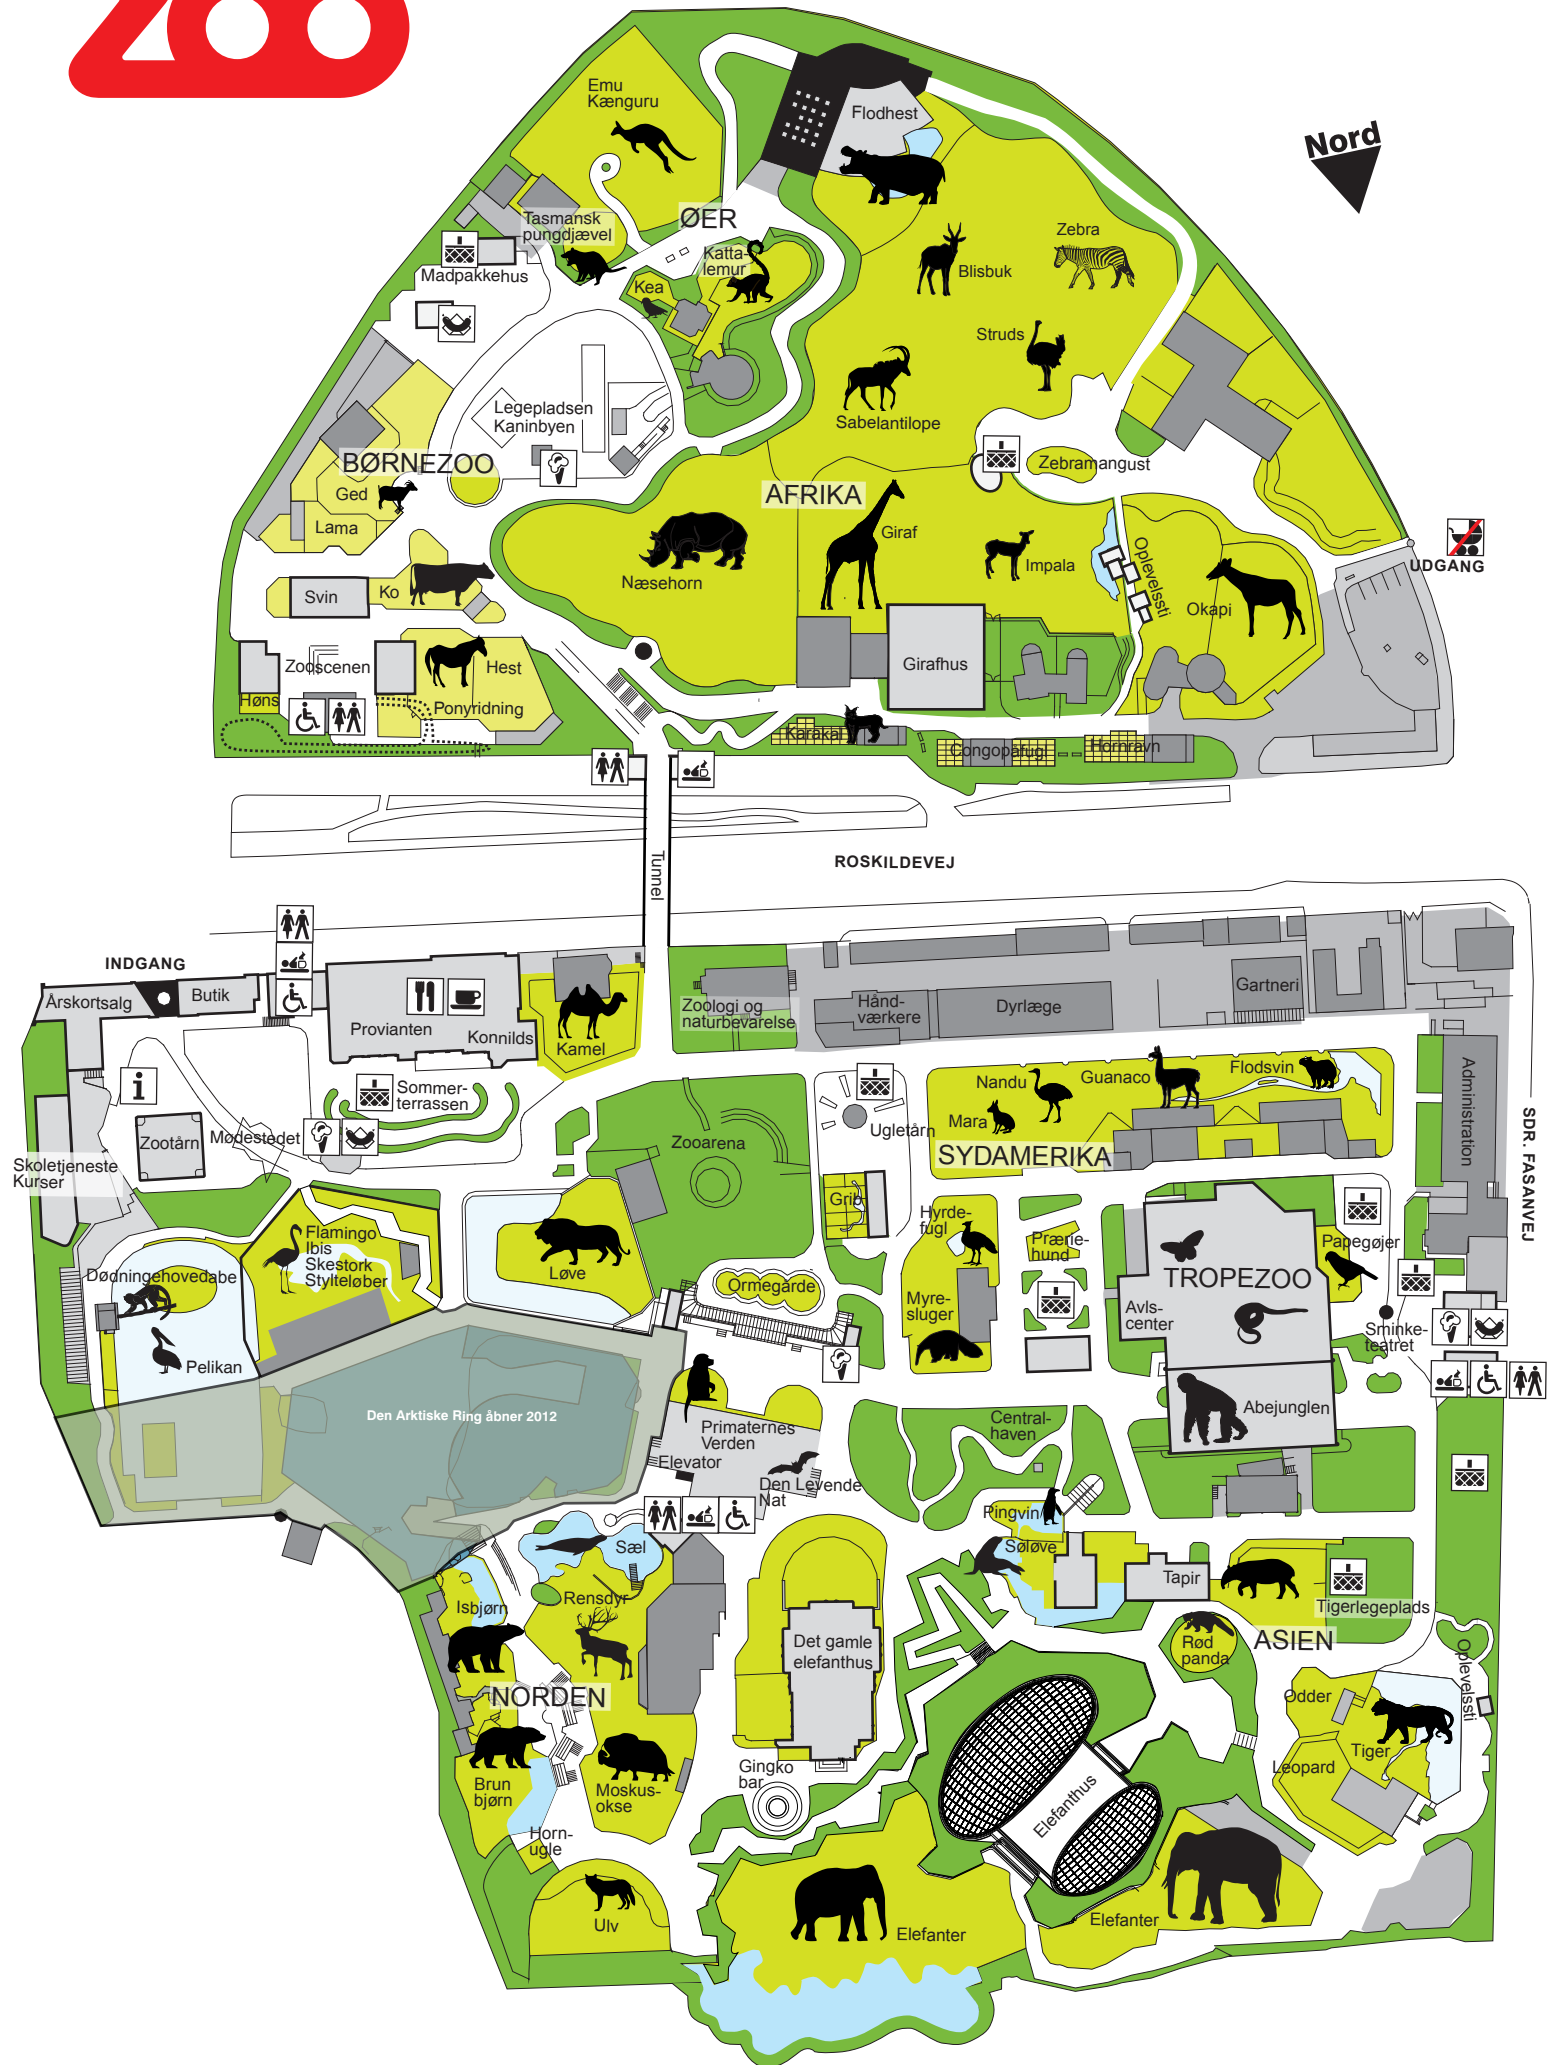 ZOO
Nord
Emu
Kænguru
Flodhest
Tasmansk
pungdjævel
ØER
Katta-
lemur
Kea
Madpakkehus
Blisbuk
Zebra
Struds
Sabelantilope
Legepladsen
Kaninbyen
BØRNEZOO
Ged
Lama
Zebramangust
AFRIKA
Giraf
Impala
Oplevelssti
Okapi
UDGANG
Næsehorn
Svin
Ko
Girafhus
Zooscenen
Hest
Høns
Ponyridning
Karakal
Congopåfugl
Hornravn
Tunnel
ROSKILDEVEJ
INDGANG
Årskortsalg
Butik
Provianten
Konnilds
Kamel
Zoologi og
naturbevarelse
Hånd-
værkere
Dyrlæge
Gartneri
Administration
SDR. FASANVEJ
i
Sommer-
terrassen
Zootårn
Mødestedet
Skoletjeneste
Kurser
Zooarena
Ugletårn
Nandu
Mara
Guanaco
Flodsvin
SYDAMERIKA
Grib
Hyrde-
fugl
Prærie-
hund
Papegøjer
TROPEZOO
Avls-
center
Flamingo
Ibis
Skestork
Stylteløber
Dødningehovedabe
Pelikan
Løve
Ormegårde
Myre-
sluger
Sminke-
teatret
Abejunglen
Den Arktiske Ring åbner 2012
Primaternes
Verden
Elevator
Den Levende
Nat
Central-
haven
Pingvin
Søløve
Tapir
Tigerlegeplads
Sæl
Rensdyr
Isbjørn
Det gamle
elefanthus
Rød
panda
ASIEN
Oplevelssti
Odder
Tiger
Leopard
NORDEN
Brun
bjørn
Moskus-
okse
Gingko
bar
Elefanthus
Horn-
ugle
Ulv
Elefanter
Elefanter